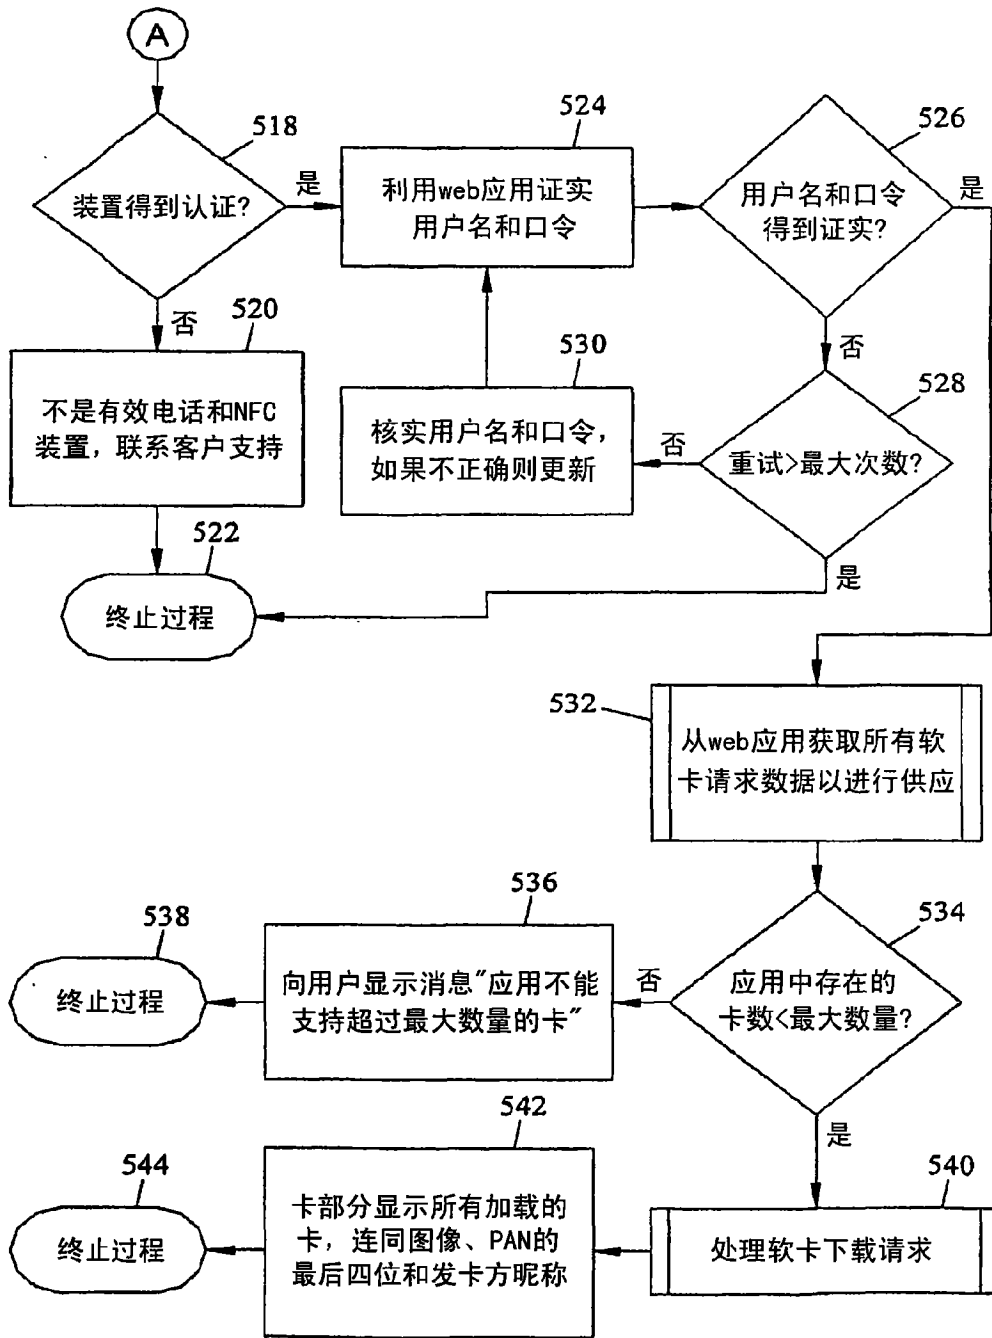 A
518
装置得到认证?
是
否
520
不是有效电话和NFC
装置，联系客户支持
522
终止过程
524
利用web应用证实
用户名和口令
526
用户名和口令
得到证实?
是
否
528
重试>最大次数?
否
是
530
核实用户名和口令，
如果不正确则更新
532
从web应用获取所有软
卡请求数据以进行供应
534
应用中存在的
卡数<最大数量?
否
是
536
向用户显示消息"应用不能
支持超过最大数量的卡"
538
终止过程
540
处理软卡下载请求
542
卡部分显示所有加载的
卡，连同图像、PAN的
最后四位和发卡方昵称
544
终止过程